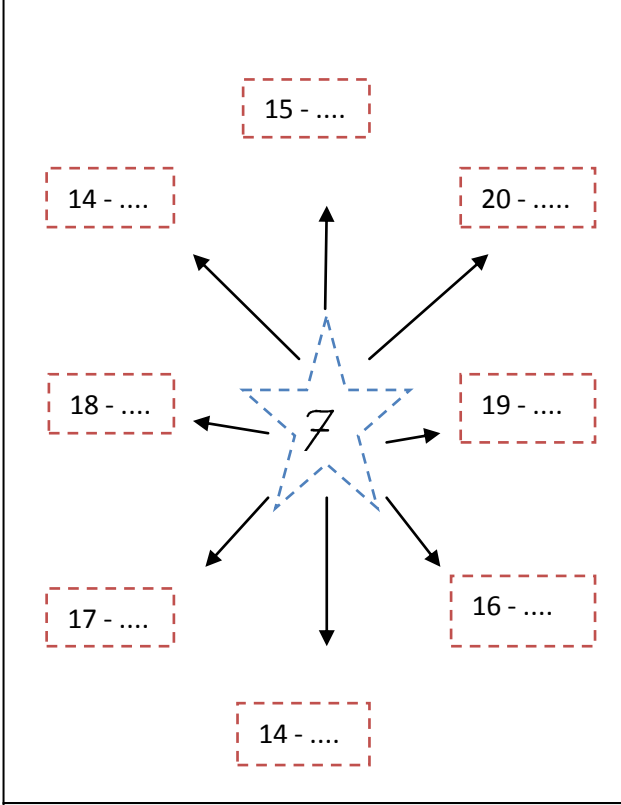 15 - ....
14 - ....
20 - .....
18 - ....
7
19 - ....
17 - ....
16 - ....
14 - ....